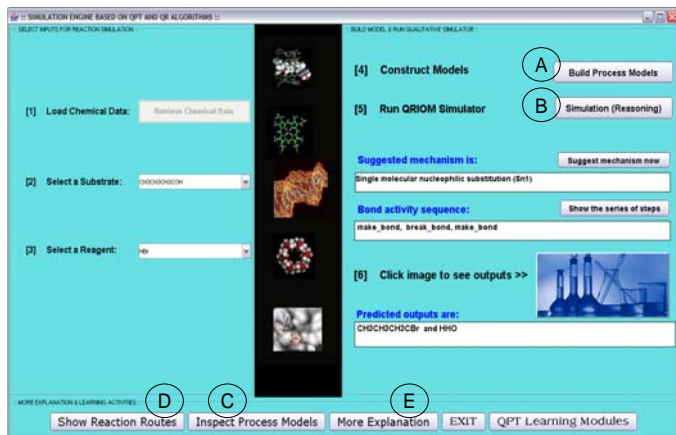 :: SIMULATION ENGINE BASED ON QPT AND QR ALGORITHMS ::
:: SELECT INPUTS FOR REACTION SIMULATION ::
[1] Load Chemical Data: Retrieve Chemical Data
[2] Select a Substrate: CH3CH3CH3COH
[3] Select a Reagent: HBr
:: BUILD MODEL & RUN QUALITATIVE SIMULATOR ::
[4] Construct Models A Build Process Models
[5] Run QRIOM Simulator B Simulation (Reasoning)
Suggested mechanism is: Suggest mechanism now
Single molecular nucleophilic substitution (Sn1)
Bond activity sequence: Show the series of steps
make_bond, break_bond, make_bond
[6] Click image to see outputs >>
Predicted outputs are:
CH3CH3CH3CBr and HHO
:: MORE EXPLANATION & LEARNING ACTIVITIES ::
D C E
Show Reaction Routes Inspect Process Models More Explanation EXIT QPT Learning Modules